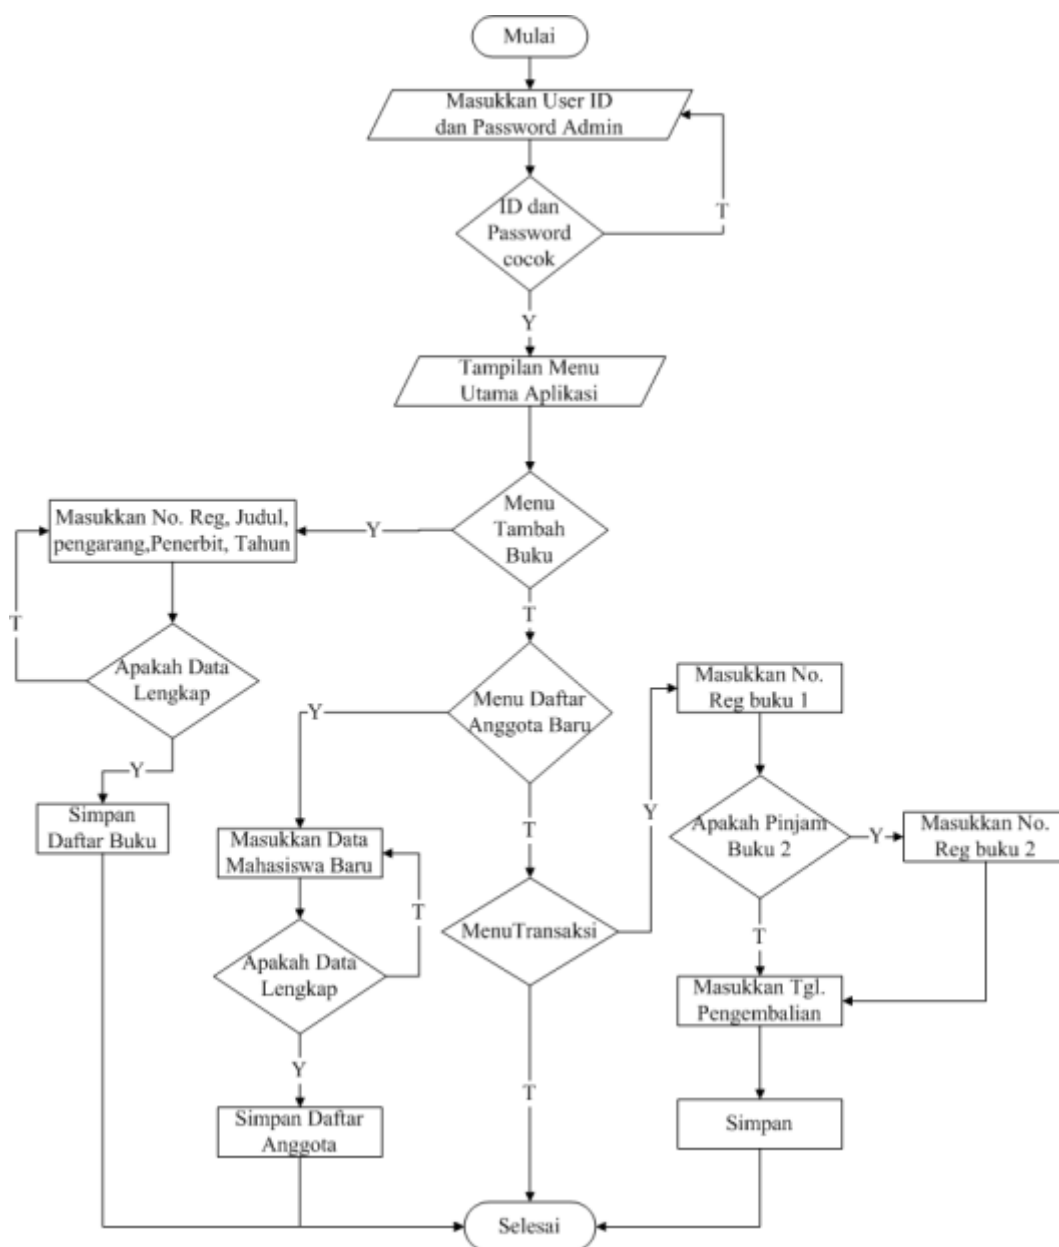 Mulai
Masukkan User ID
dan Password Admin
ID dan
Password
cocok
T
Y
Tampilan Menu
Utama Aplikasi
Menu
Tambah
Buku
Y
Masukkan No. Reg, Judul,
pengarang,Penerbit, Tahun
T
Apakah Data
Lengkap
Y
Simpan
Daftar Buku
T
Menu Daftar
Anggota Baru
Y
Masukkan Data
Mahasiswa Baru
T
Apakah Data
Lengkap
Y
Simpan Daftar
Anggota
T
MenuTransaksi
Y
Masukkan No.
Reg buku 1
Apakah Pinjam
Buku 2
Y
Masukkan No.
Reg buku 2
T
Masukkan Tgl.
Pengembalian
Simpan
T
Selesai